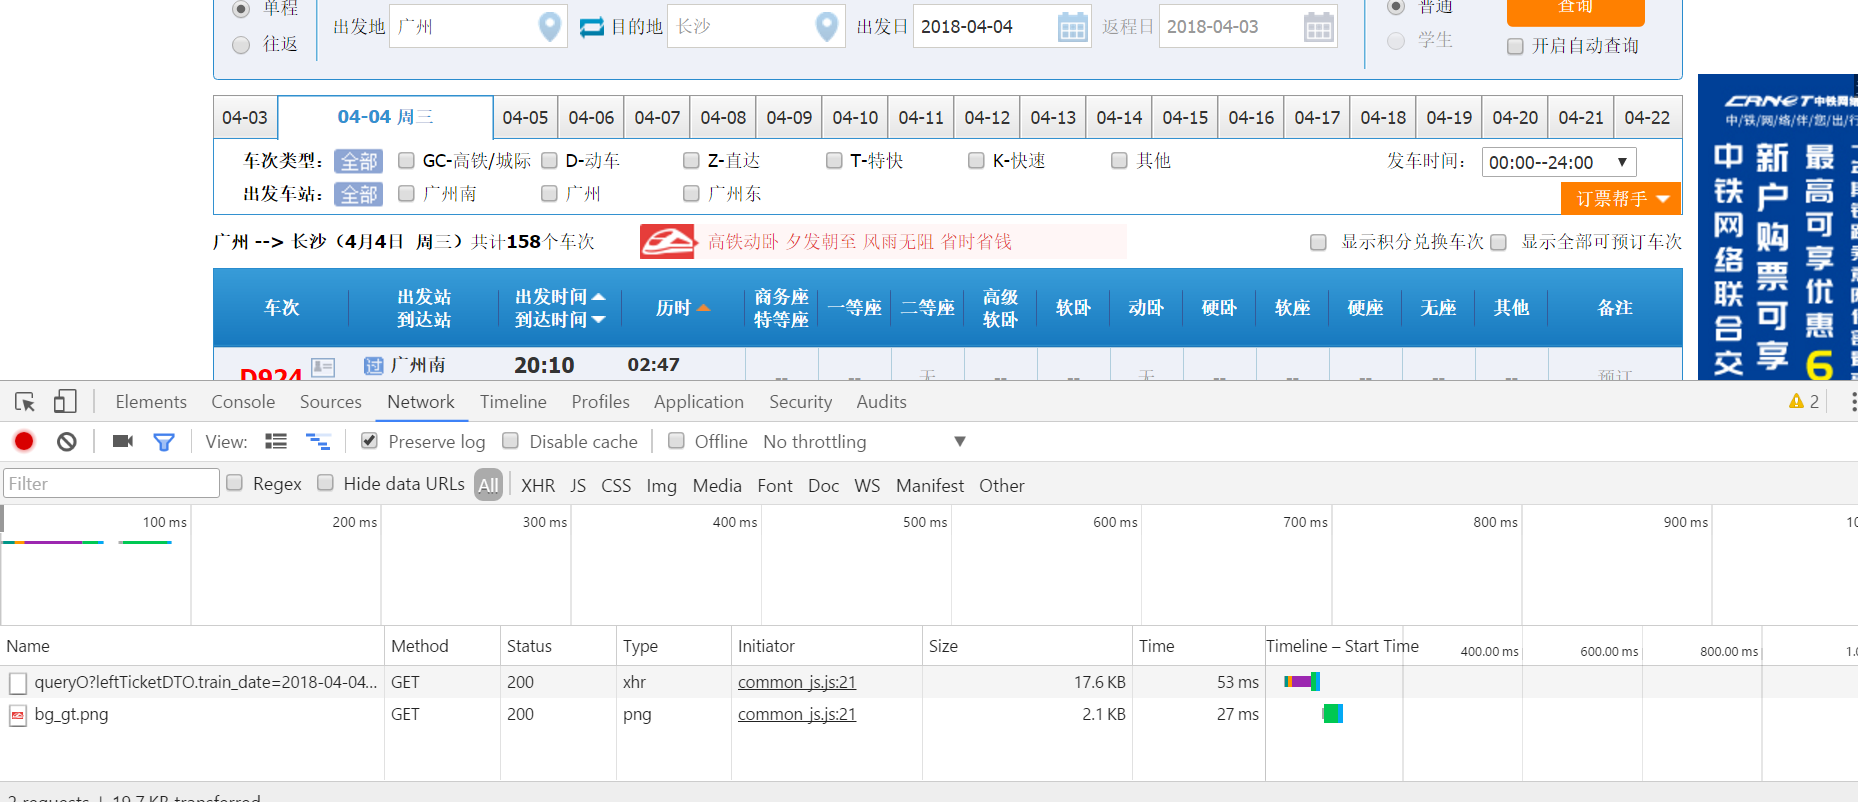 单程
往返
出发地 广州 目的地 长沙 出发日 2018-04-04 返程日 2018-04-03
普通
学生
查询
开启自动查询
04-03 04-04 周三 04-05 04-06 04-07 04-08 04-09 04-10 04-11 04-12 04-13 04-14 04-15 04-16 04-17 04-18 04-19 04-20 04-21 04-22
车次类型： 全部 GC-高铁/城际 D-动车 Z-直达 T-特快 K-快速 其他 发车时间： 00:00--24:00
出发车站： 全部 广州南 广州 广州东
订票帮手
广州 --> 长沙（4月4日 周三）共计158个车次 高铁动卧 夕发朝至 风雨无阻 省时省钱 显示积分兑换车次 显示全部可预订车次
车次 出发站 到达站 出发时间 到达时间 历时 商务座 特等座 一等座 二等座 高级 软卧 软卧 动卧 硬卧 软座 硬座 无座 其他 备注
D924 过 广州南 20:10 02:47 -- -- 无 -- -- 无 -- -- -- -- -- 预订
CRNET 中铁网络
中/铁/网/络/伴/您/出/行
中铁网络联合交
新户购票可享
最高可享优惠6
Elements Console Sources Network Timeline Profiles Application Security Audits 2
View: Preserve log Disable cache Offline No throttling
Filter Regex Hide data URLs All XHR JS CSS Img Media Font Doc WS Manifest Other
100 ms 200 ms 300 ms 400 ms 500 ms 600 ms 700 ms 800 ms 900 ms 10
Name Method Status Type Initiator Size Time Timeline – Start Time 400.00 ms 600.00 ms 800.00 ms 1.0
queryO?leftTicketDTO.train_date=2018-04-04... GET 200 xhr common_js.js:21 17.6 KB 53 ms
bg_gt.png GET 200 png common_js.js:21 2.1 KB 27 ms
2 requests | 19.7 KB transferred